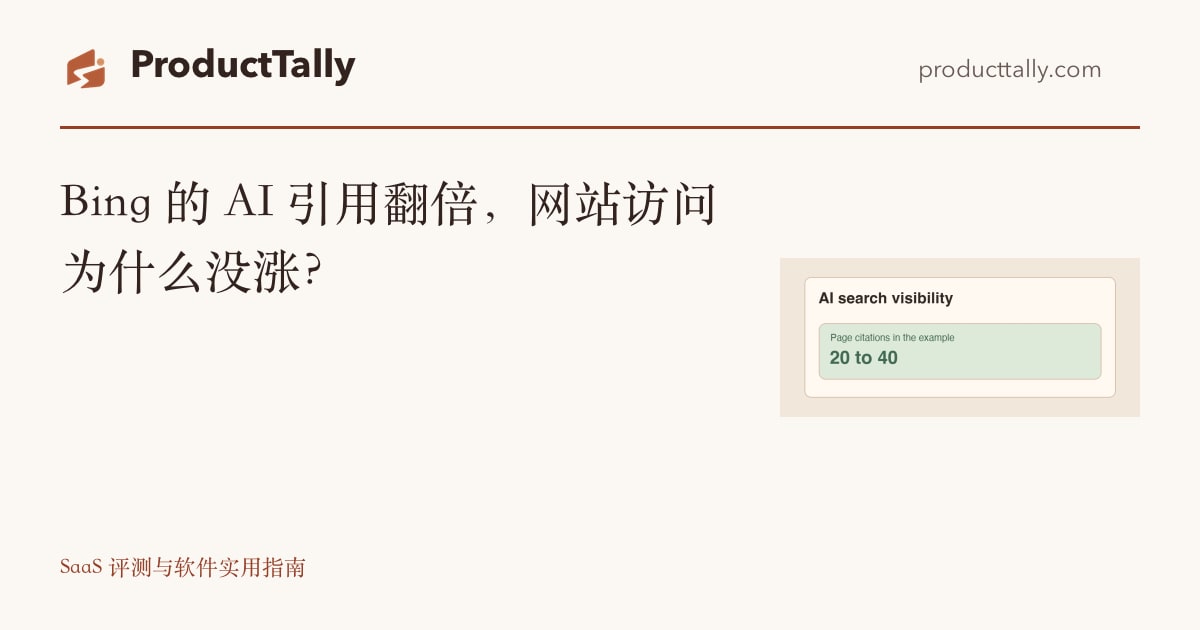 ProductTally
producttally.com
Bing 的 AI 引用翻倍，网站访问
为什么没涨?
AI search visibility
Page citations in the example
20 to 40
SaaS 评测与软件实用指南